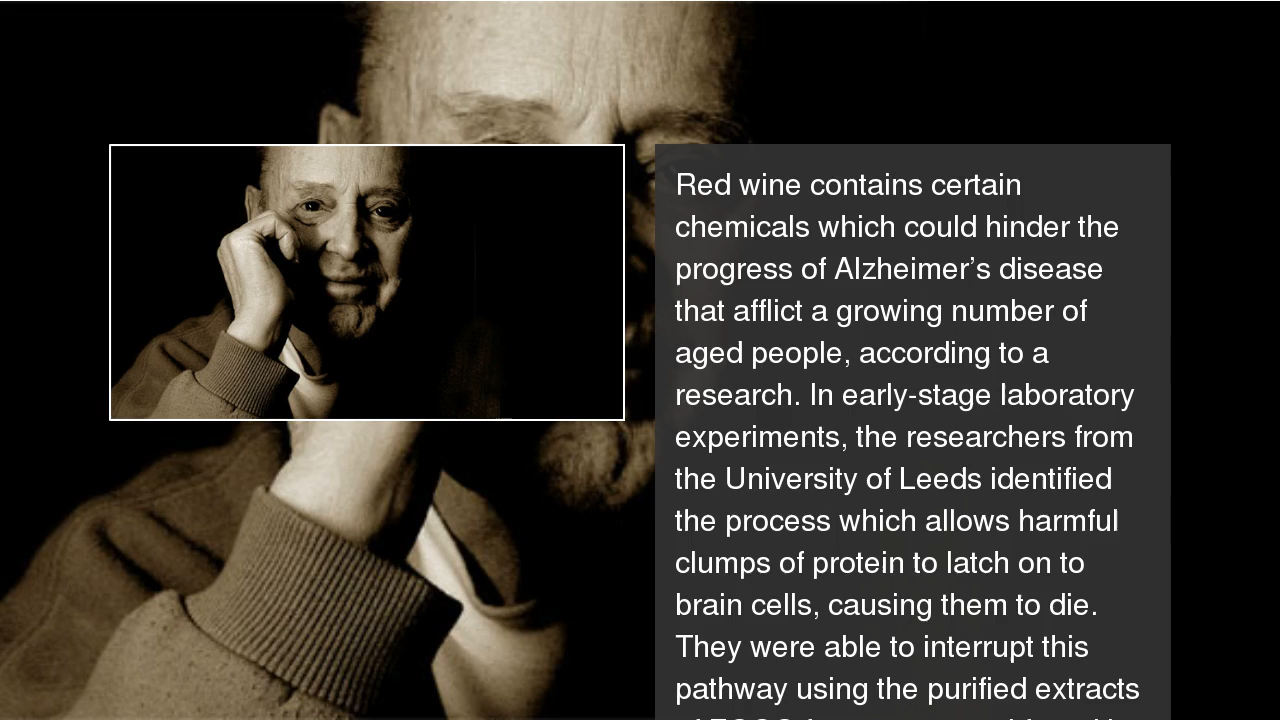 Red wine contains certain
chemicals which could hinder the
progress of Alzheimer’s disease
that afflict a growing number of
aged people, according to a
research. In early-stage laboratory
experiments, the researchers from
the University of Leeds identified
the process which allows harmful
clumps of protein to latch on to
brain cells, causing them to die.
They were able to interrupt this
pathway using the purified extracts